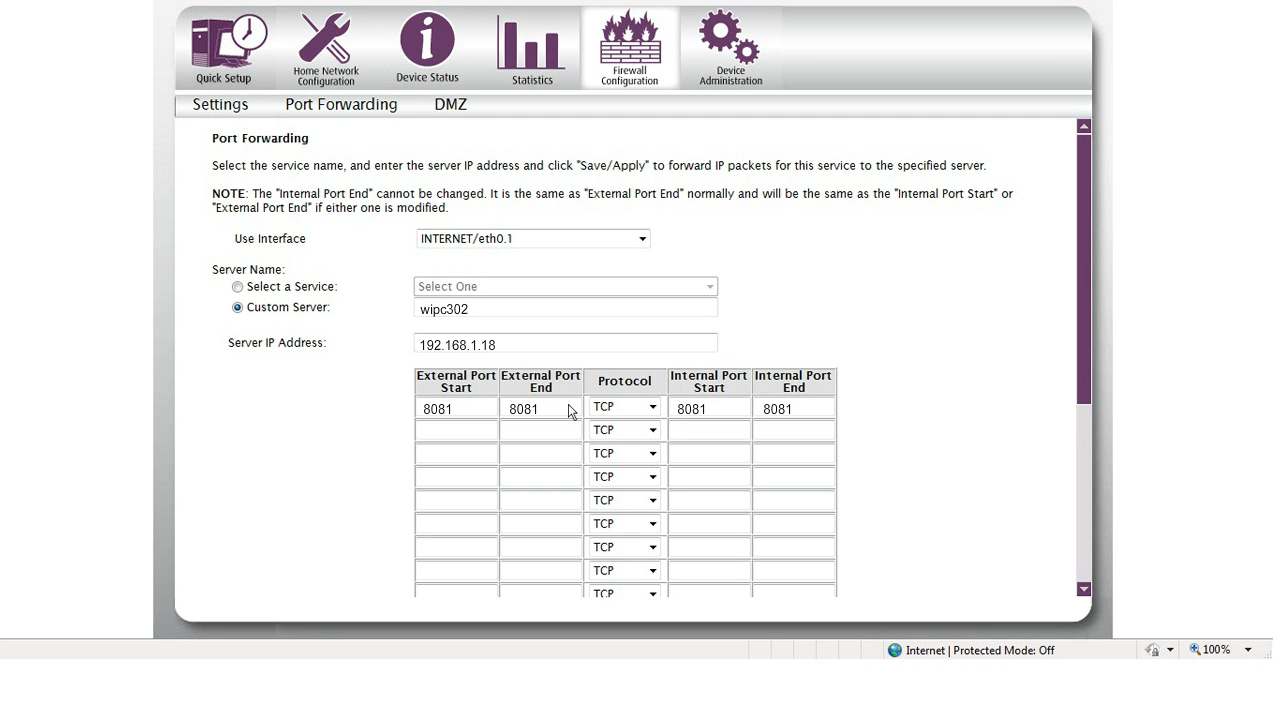 Quick Setup
Home Network
Configuration
Device Status
Statistics
Firewall
Configuration
Device
Administration
Settings Port Forwarding DMZ
Port Forwarding
Select the service name, and enter the server IP address and click "Save/Apply" to forward IP packets for this service to the specified server.
NOTE: The "Internal Port End" cannot be changed. It is the same as "External Port End" normally and will be the same as the "Internal Port Start" or
"External Port End" if either one is modified.
Use Interface INTERNET/eth0.1
Server Name:
Select a Service: Select One
Custom Server: wipc302
Server IP Address: 192.168.1.18
External Port Start External Port End Protocol Internal Port Start Internal Port End
8081 8081 TCP 8081 8081
TCP
TCP
TCP
TCP
TCP
TCP
TCP
TCP
Internet | Protected Mode: Off 100%